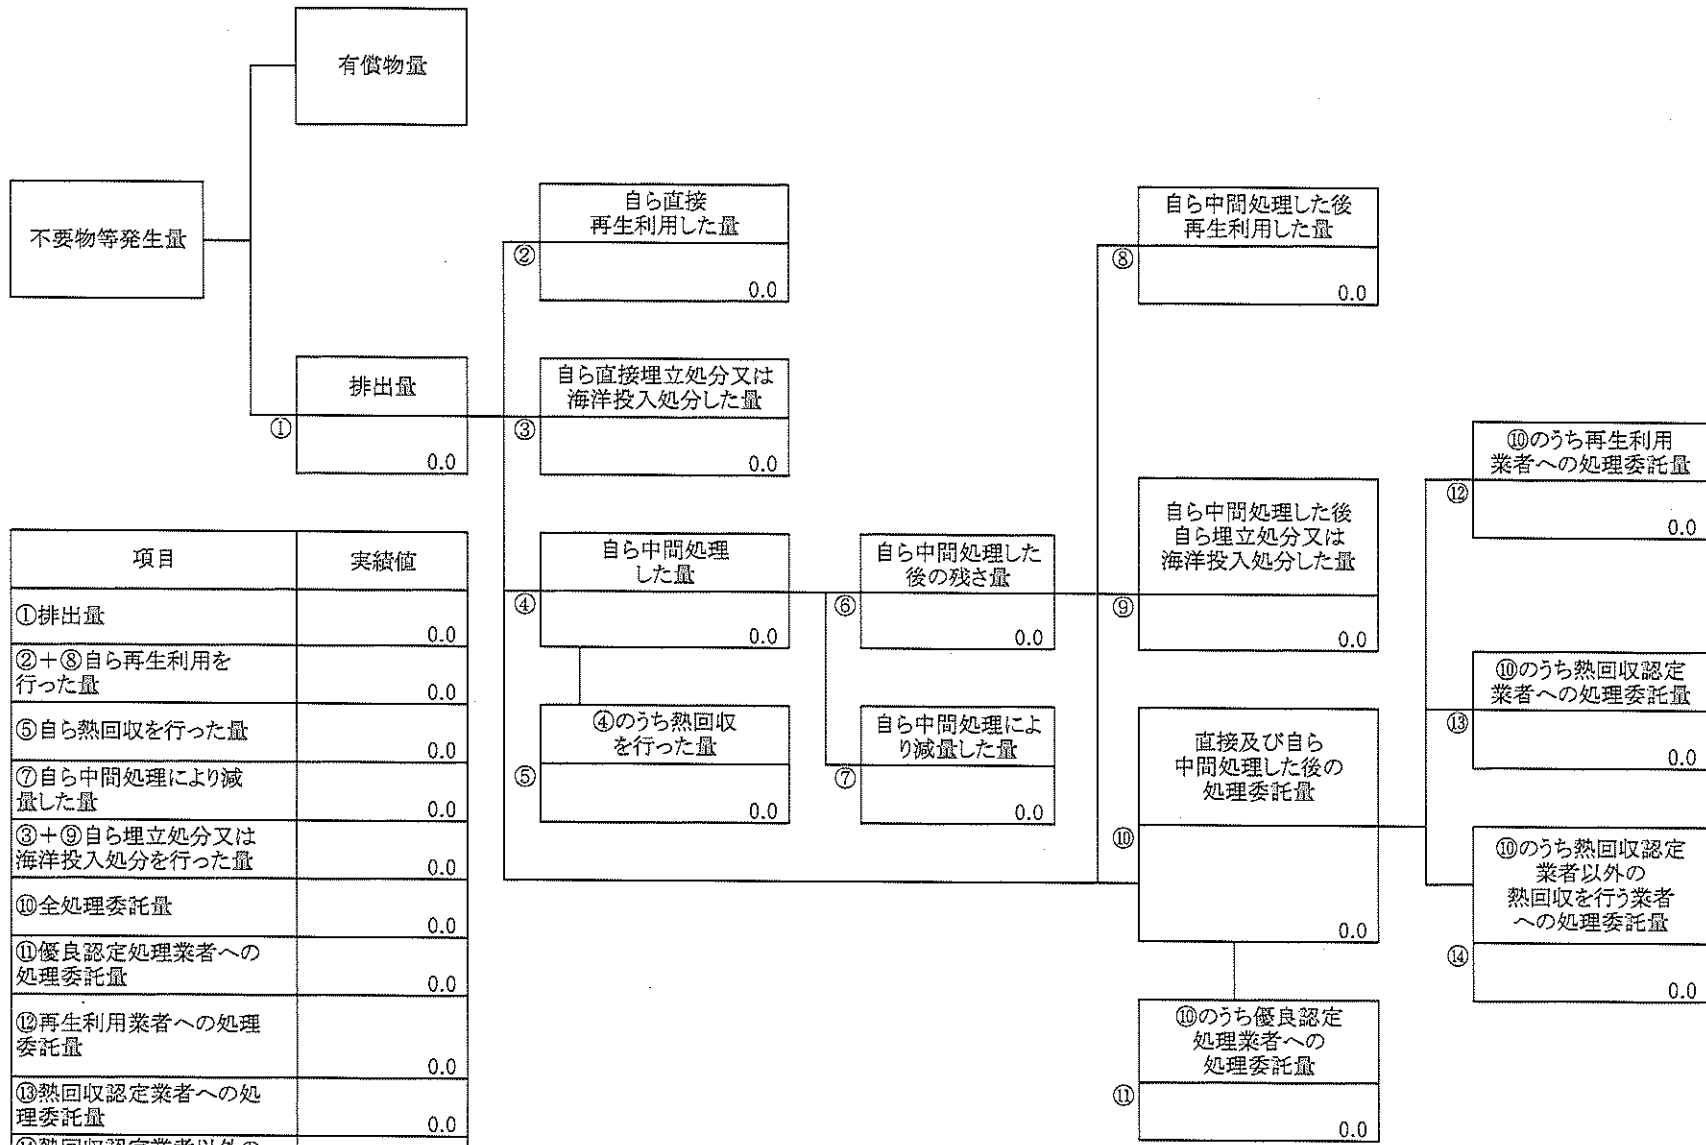 有償物量
不要物等発生量
自ら直接
再生利用した量
②
0.0
自ら中間処理した後
再生利用した量
⑧
0.0
排出量
①
0.0
自ら直接埋立処分又は
海洋投入処分した量
③
0.0
⑩のうち再生利用
業者への処理委託量
⑫
0.0
自ら中間処理
した量
④
0.0
自ら中間処理した
後の残さ量
⑥
0.0
自ら中間処理した後
自ら埋立処分又は
海洋投入処分した量
⑨
0.0
⑩のうち熱回収認定
業者への処理委託量
⑬
0.0
④のうち熱回収
を行った量
⑤
0.0
自ら中間処理によ
り減量した量
⑦
0.0
直接及び自ら
中間処理した後の
処理委託量
⑩
0.0
⑩のうち熱回収認定
業者以外の
熱回収を行う業者
への処理委託量
⑭
0.0
⑩のうち優良認定
処理業者への
処理委託量
⑪
0.0
項目 実績値
①排出量
0.0
②+⑧自ら再生利用を
行った量
0.0
⑤自ら熱回収を行った量
0.0
⑦自ら中間処理により減
量した量
0.0
③+⑨自ら埋立処分又は
海洋投入処分を行った量
0.0
⑩全処理委託量
0.0
⑪優良認定処理業者への
処理委託量
0.0
⑫再生利用業者への処理
委託量
0.0
⑬熱回収認定業者への処
理委託量
0.0
⑭熱回収認定業者以外の